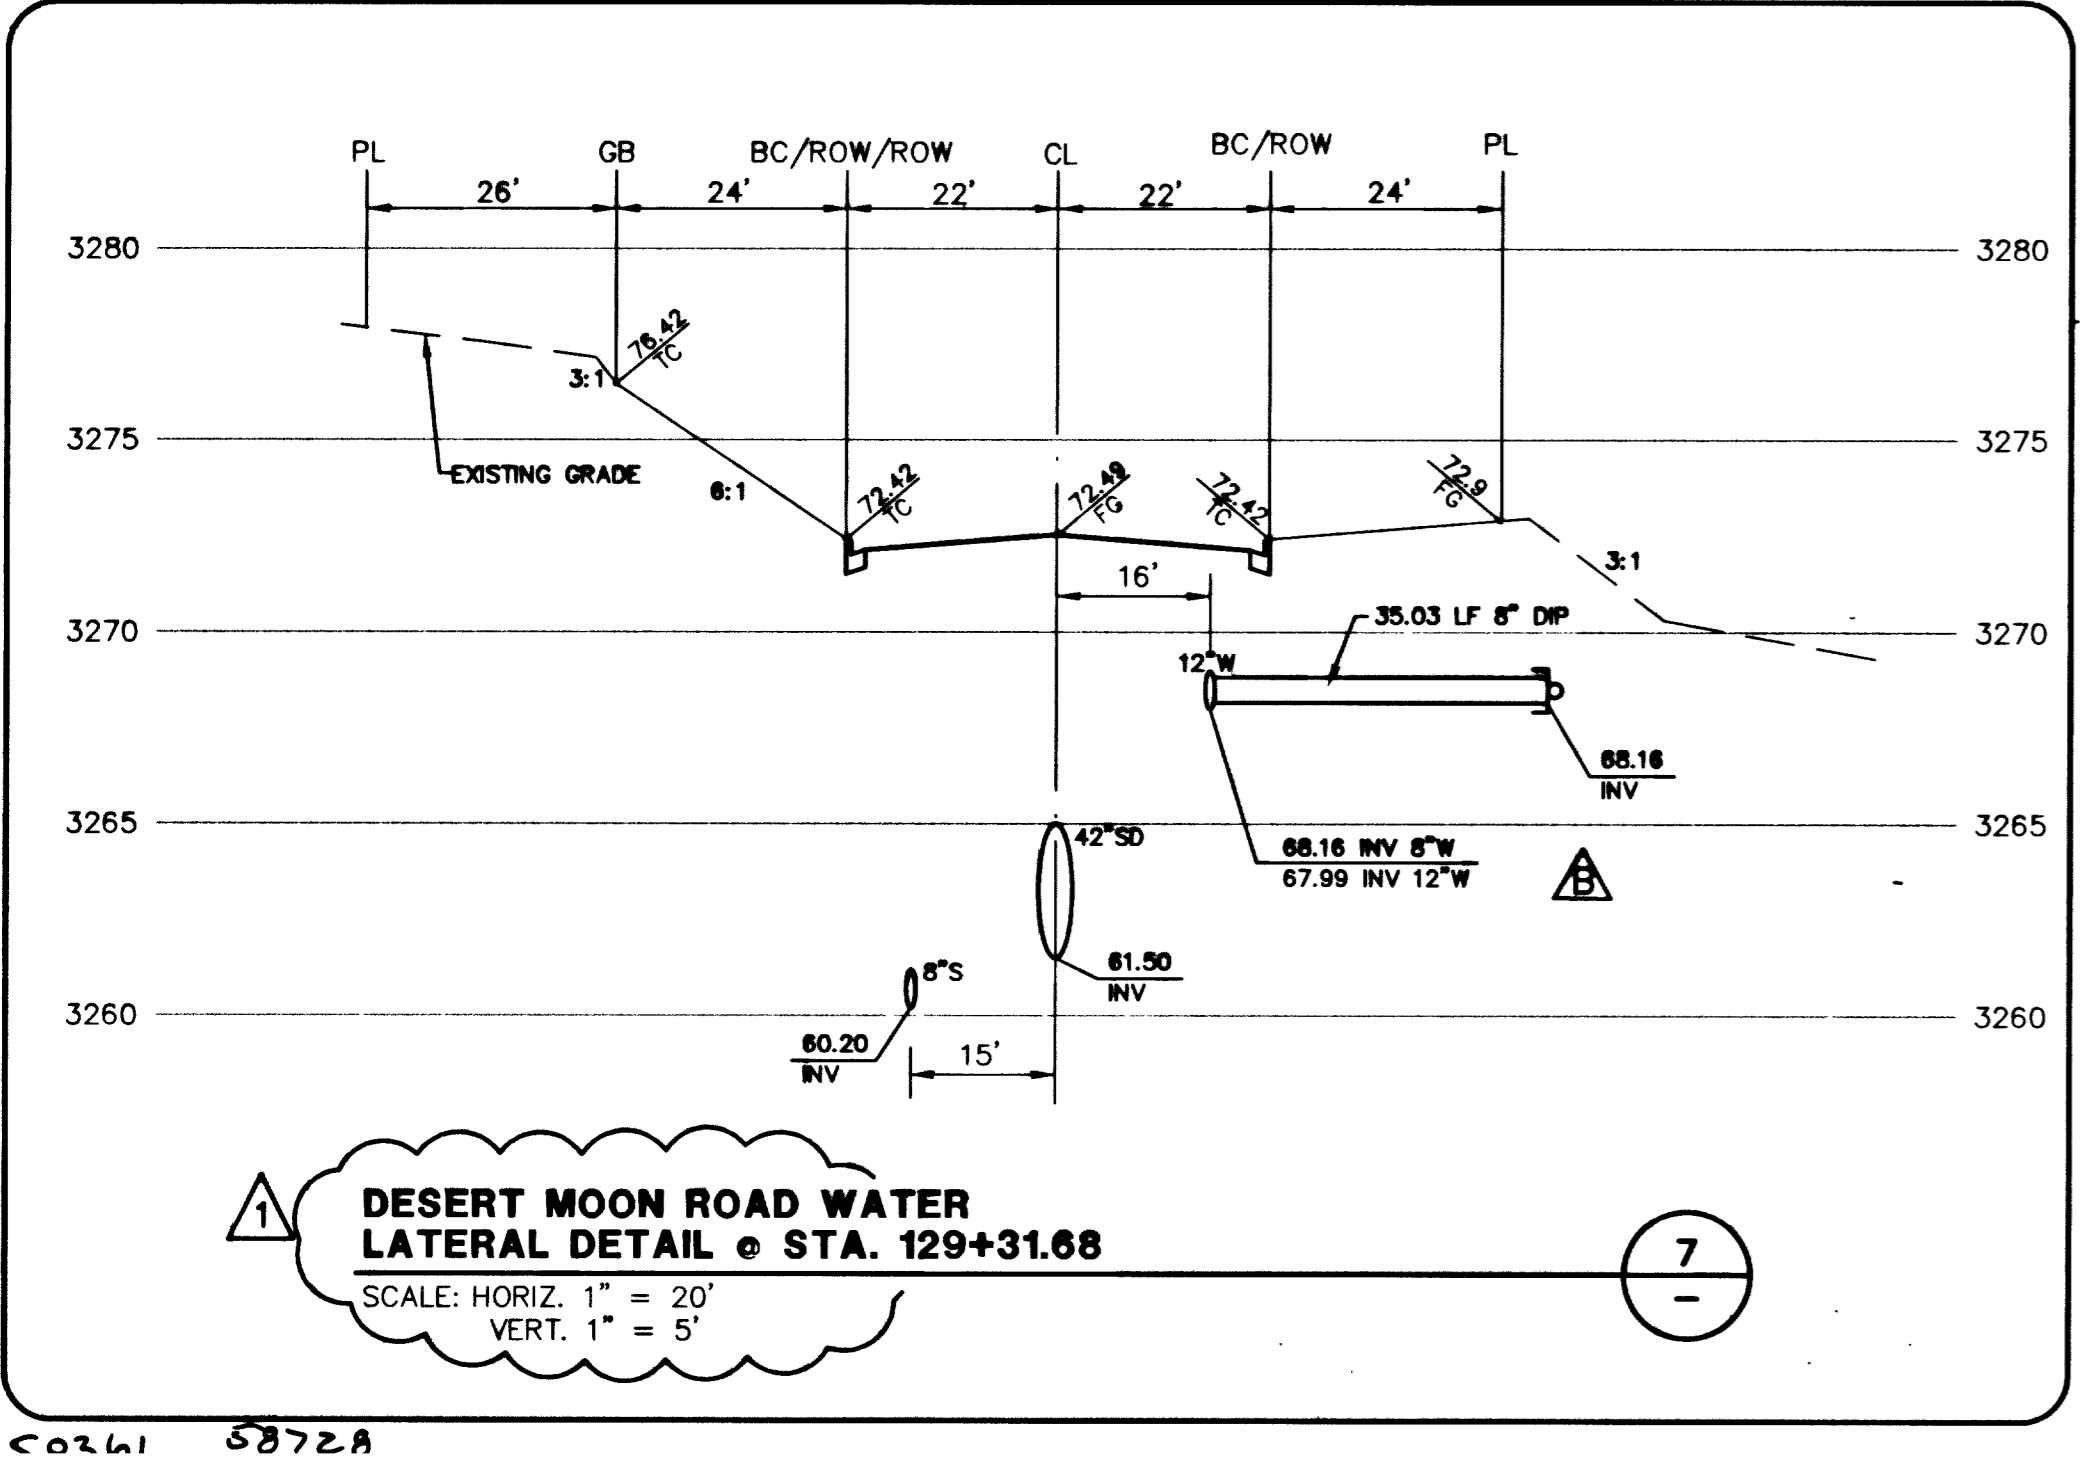 PL GB BC/ROW/ROW CL BC/ROW PL
26' 24' 22' 22' 24'
3280 3280
76.42
TC
3:1
3275 3275
EXISTING GRADE
6:1
72.42
TC
72.49
FG
72.42
TC
72.9
FG
3:1
16'
35.03 LF 8" DIP
3270 3270
12"W
68.16
INV
3265 3265
42"SD
68.16 INV 8"W
67.99 INV 12"W
B
61.50
INV
8"S
3260 3260
60.20
INV
15'
1
DESERT MOON ROAD WATER
LATERAL DETAIL @ STA. 129+31.68
7
–
SCALE: HORIZ. 1" = 20'
VERT. 1" = 5'